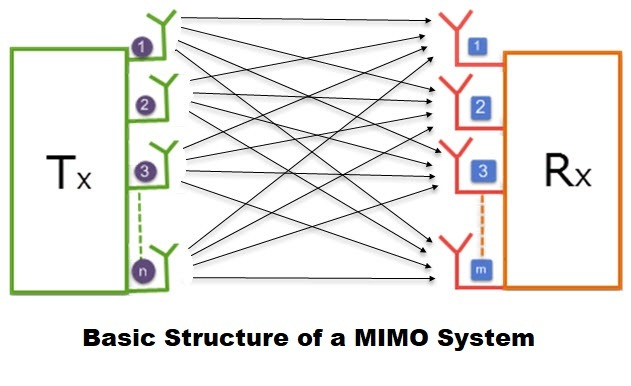 1
1
2
2
Tx
3
3
Rx
n
m
Basic Structure of a MIMO System